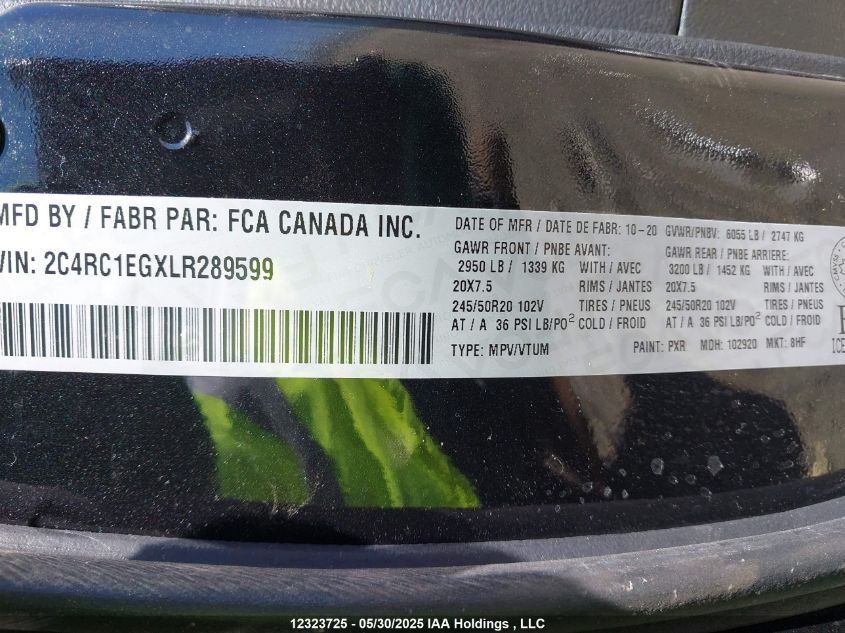 MFD BY / FABR PAR: FCA CANADA INC.
VIN: 2C4RC1EGXLR289599
DATE OF MFR / DATE DE FABR: 10-20 GVWR/PNBV: 6055 LB / 2747 KG
GAWR FRONT / PNBE AVANT: GAWR REAR / PNBE ARRIERE:
2950 LB / 1339 KG WITH / AVEC 3200 LB / 1452 KG WITH / AVEC
20X7.5 RIMS / JANTES 20X7.5 RIMS / JANTES
245/50R20 102V TIRES / PNEUS 245/50R20 102V TIRES / PNEUS
AT / A 36 PSI LB/PO² COLD / FROID AT / A 36 PSI LB/PO² COLD / FROID
TYPE: MPV/VTUM PAINT: PXR MDH: 102920 MKT: 8HF
12323725 - 05/30/2025 IAA Holdings , LLC